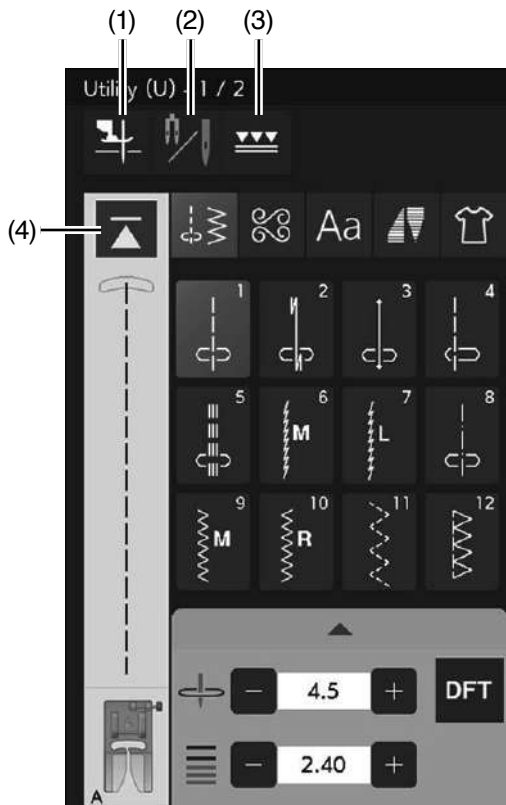 (1) (2) (3)
Utility (U) - 1 / 2
(4)
Aa
1 2 3 4
5 6 7 8
M L
9 10 11 12
M R
4.5
DFT
2.40
A